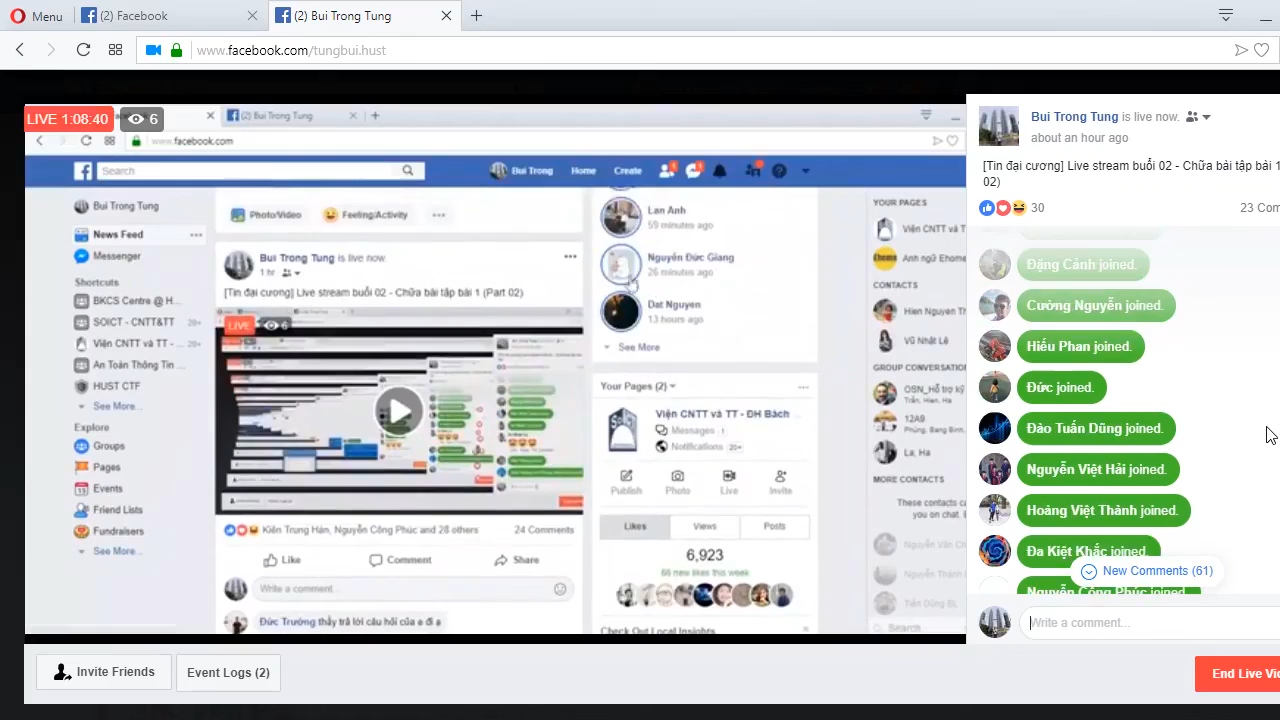 Menu
(2) Facebook
(2) Bui Trong Tung
www.facebook.com/tungbui.hust
LIVE 1:08:40
6
(2) Bui Trong Tung
www.facebook.com
Search
Bui Trong
Home
Create
Bui Trong Tung
News Feed
Messenger
Shortcuts
BKCS Centre @ H...
SOICT - CNTT&TT 20+
Viện CNTT và TT - ... 20+
An Toàn Thông Tin ...
HUST CTF
See More...
Explore
Groups
Pages
Events
Friend Lists
Fundraisers
See More...
Photo/Video
Feeling/Activity
Bui Trong Tung is live now.
1 hr
[Tin đại cương] Live stream buổi 02 - Chữa bài tập bài 1 (Part 02)
LIVE 6
Kiên Trung Hán, Nguyễn Công Phúc and 28 others
24 Comments
Like
Comment
Share
Write a comment...
Đức Trường thầy trả lời câu hỏi của e đi ạ
Lan Anh
59 minutes ago
Nguyễn Đức Giang
26 minutes ago
Dat Nguyen
13 hours ago
See More
Your Pages (2)
Viện CNTT và TT - ĐH Bách ...
Messages 1
Notifications 20+
Publish
Photo
Live
Invite
Likes
Views
Posts
6,923
66 new likes this week
Check Out Local Insights
YOUR PAGES
Viện CNTT và T
Anh ngữ Ehome
CONTACTS
Hien Nguyen Th
Vũ Nhật Lê
GROUP CONVERSATIO
OSN_Hỗ trợ kỹ
Trần, Hien, Ha
12A9
Phùng, Bang Binh,
La, Ha
MORE CONTACTS
These contacts ca
you on chat.
Nguyễn Văn Ch
Nguyễn Thành
Tiến Dũng BL
Search
Bui Trong Tung is live now.
about an hour ago
[Tin đại cương] Live stream buổi 02 - Chữa bài tập bài 1
02)
30
23 Com
Đặng Cảnh joined.
Cường Nguyễn joined.
Hiếu Phan joined.
Đức joined.
Đào Tuấn Dũng joined.
Nguyễn Việt Hải joined.
Hoàng Việt Thành joined.
Đa Kiệt Khắc joined.
New Comments (61)
Nguyễn Công Phúc joined.
Write a comment...
Invite Friends
Event Logs (2)
End Live Vi